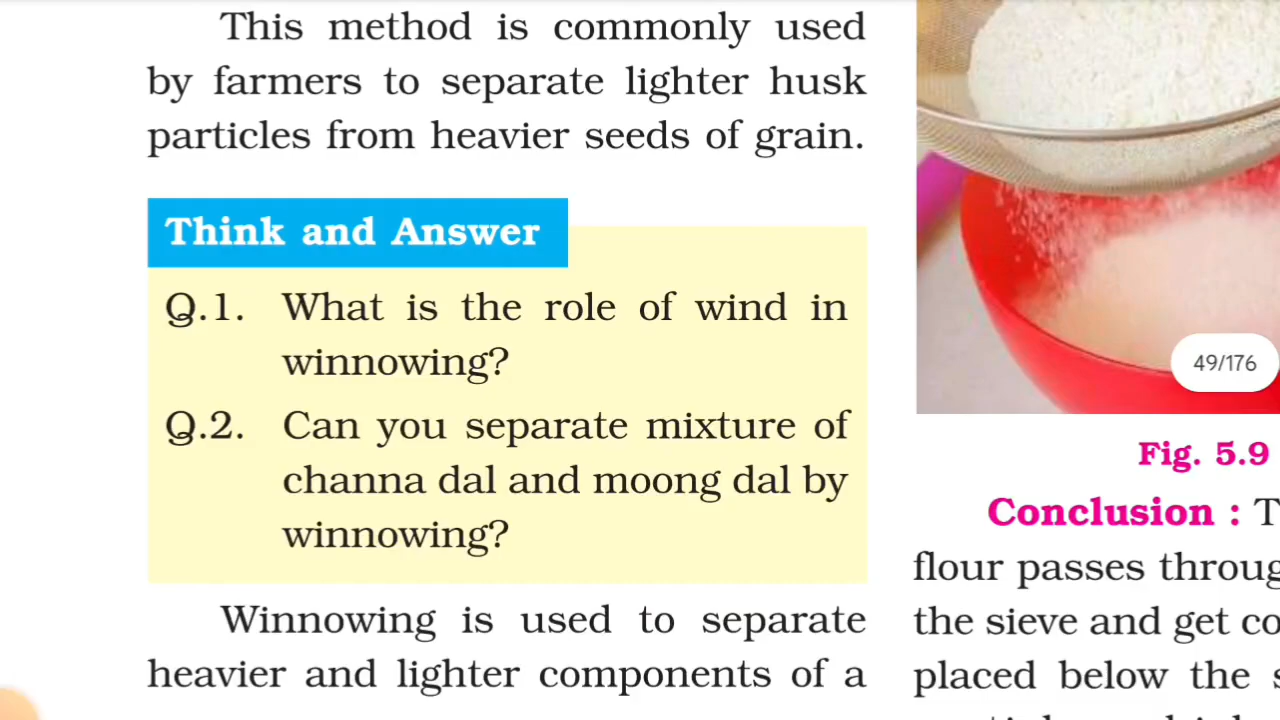 This method is commonly used
by farmers to separate lighter husk
particles from heavier seeds of grain.
Think and Answer
Q.1. What is the role of wind in
winnowing?
Q.2. Can you separate mixture of
channa dal and moong dal by
winnowing?
Winnowing is used to separate
heavier and lighter components of a
49/176
Fig. 5.9
Conclusion :
flour passes
the sieve and get
placed below the